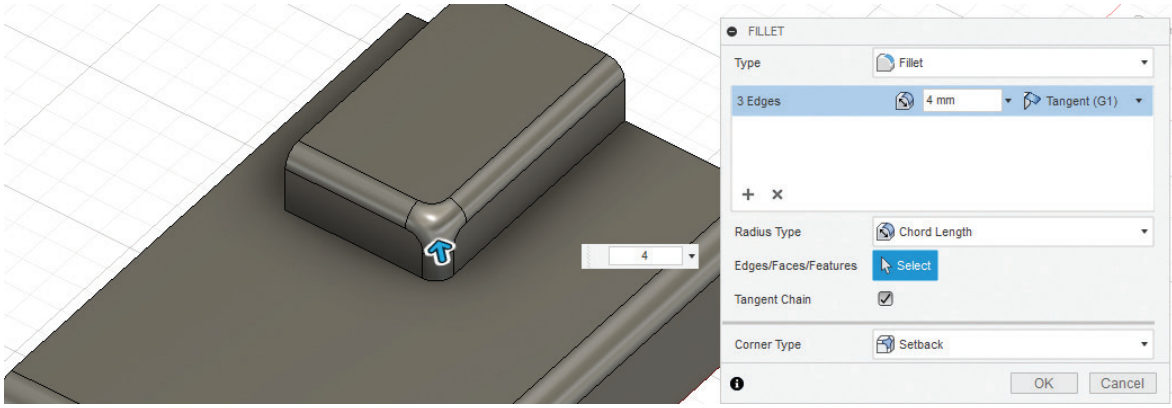 FILLET
Type Fillet
3 Edges 4 mm Tangent (G1)
4
Radius Type Chord Length
Edges/Faces/Features Select
Tangent Chain
Corner Type Setback
OK Cancel